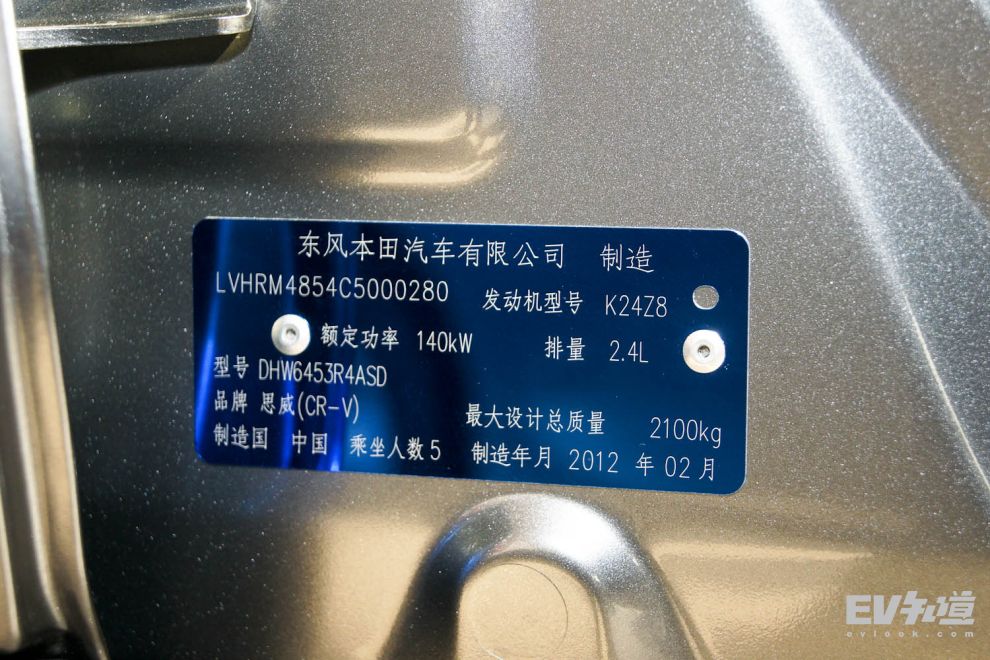 东风本田汽车有限公司 制造
LVHRM4854C5000280 发动机型号 K24Z8
额定功率 140kW 排量 2.4L
型号 DHW6453R4ASD
品牌 思威(CR-V) 最大设计总质量 2100kg
制造国 中国 乘坐人数 5 制造年月 2012 年 02 月
EV知道
evlook.com